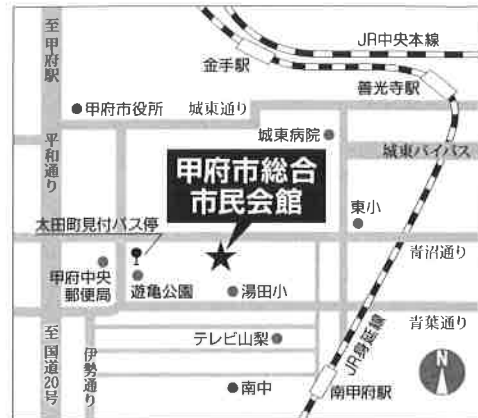 至甲府駅
JR中央本線
金手駅
善光寺駅
甲府市役所
城東通り
城東病院
平和通り
城東バイパス
甲府市総合
市民会館
東小
太田町見付バス停
青沼通り
甲府中央
郵便局
遊亀公園
湯田小
青葉通り
至国道20号
伊勢通り
テレビ山梨
JR身延線
南中
南甲府駅
N